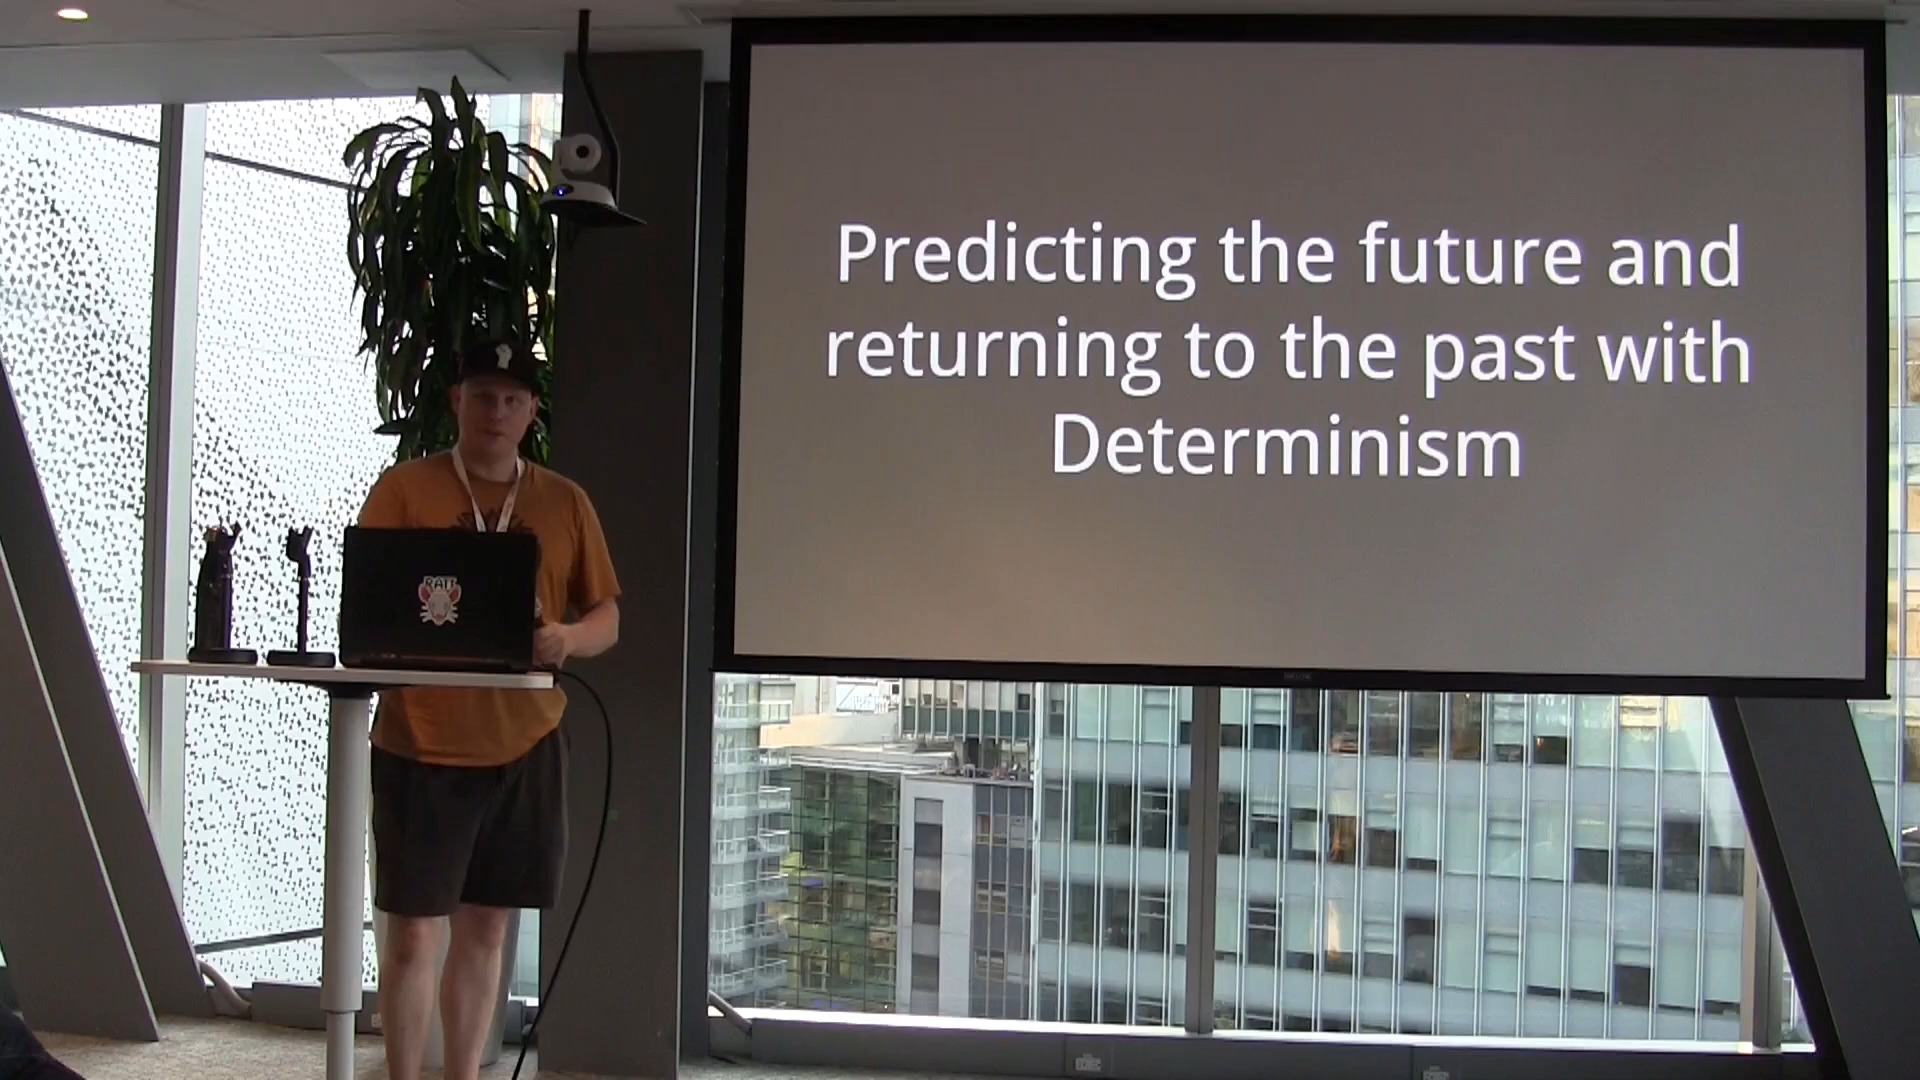 Predicting the future and
returning to the past with
Determinism
RATT